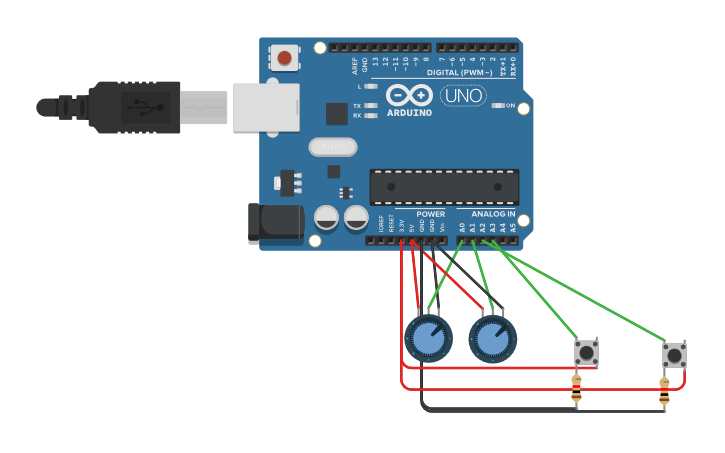 AREF
GND
13
12
~11
~10
~9
8
7
~6
~5
4
~3
2
TX→1
RX←0
DIGITAL (PWM~)
L
TX
RX
ARDUINO
UNO
ON
POWER
ANALOG IN
IOREF
RESET
3.3V
5V
GND
GND
Vin
A0
A1
A2
A3
A4
A5